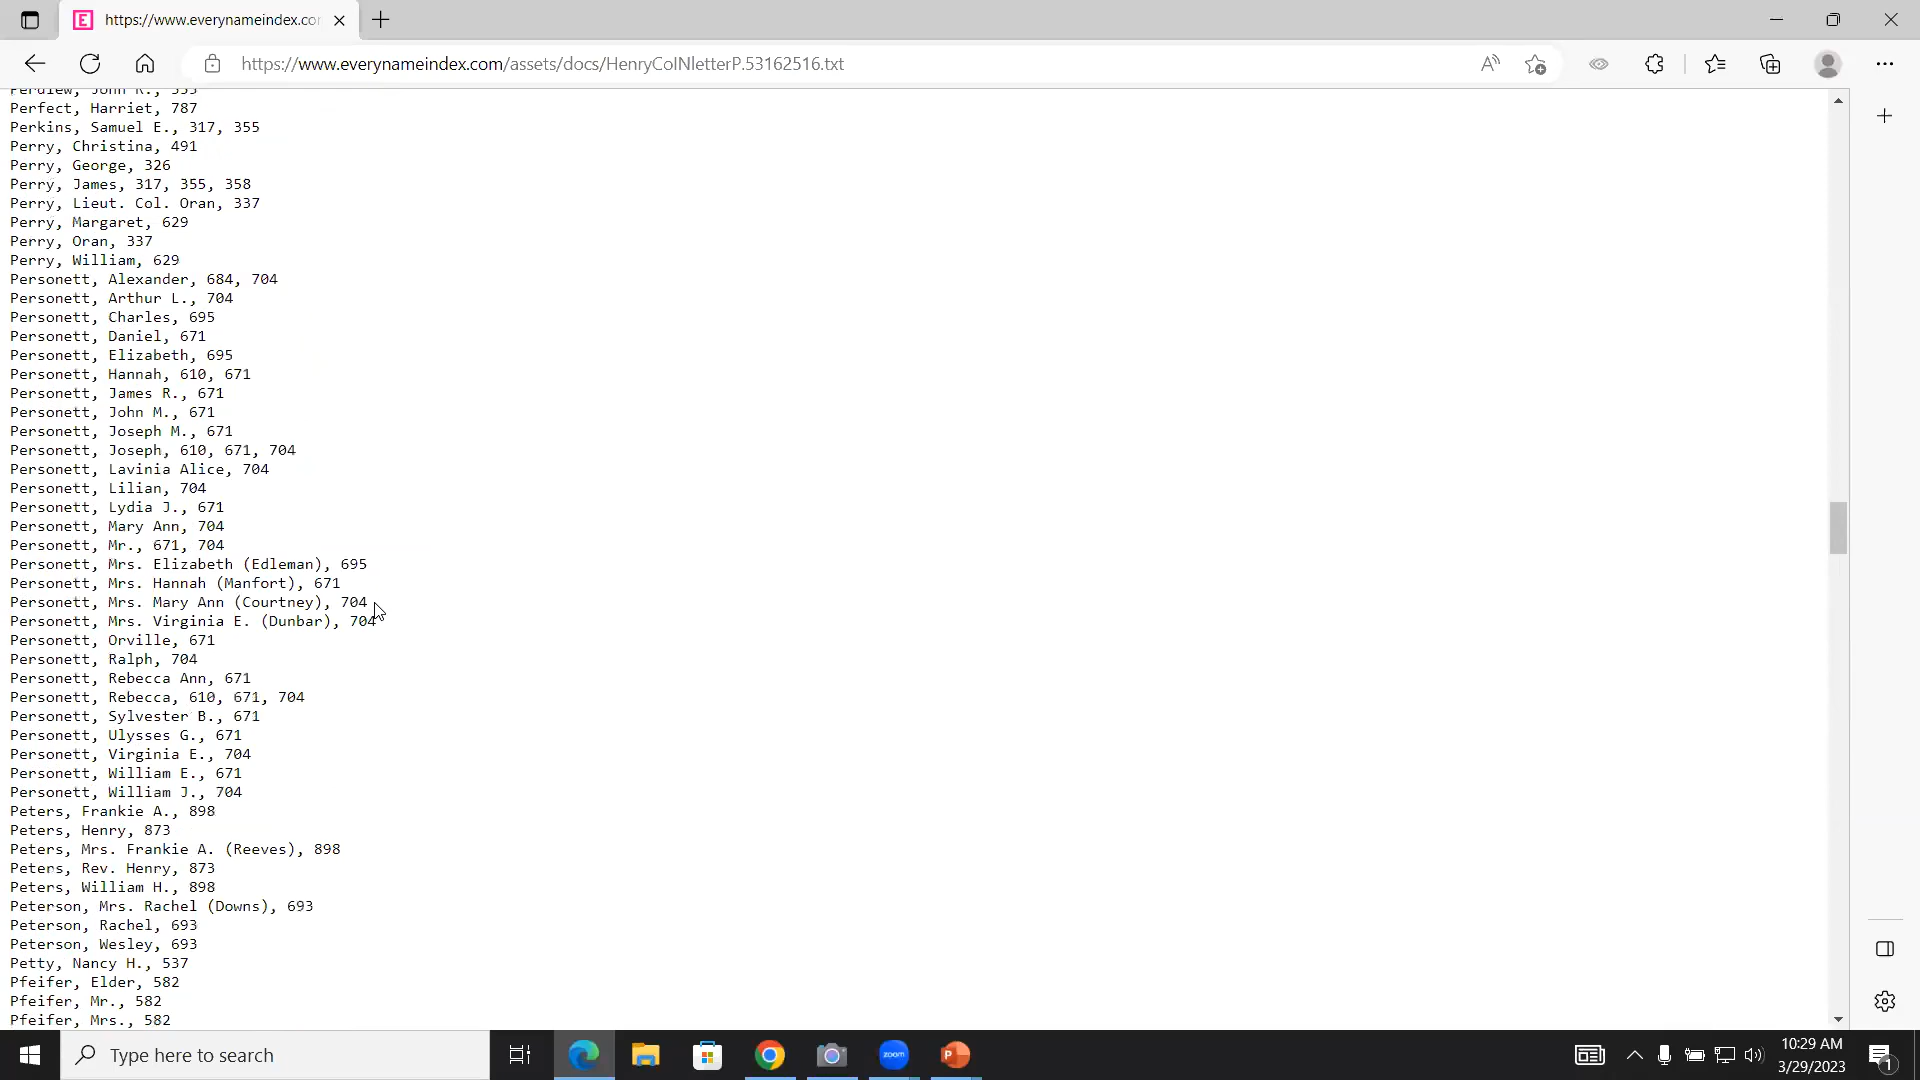 https://www.everynameindex.co
https://www.everynameindex.com/assets/docs/HenryCoINletterP.53162516.txt
Perdiew, John R., 355
Perfect, Harriet, 787
Perkins, Samuel E., 317, 355
Perry, Christina, 491
Perry, George, 326
Perry, James, 317, 355, 358
Perry, Lieut. Col. Oran, 337
Perry, Margaret, 629
Perry, Oran, 337
Perry, William, 629
Personett, Alexander, 684, 704
Personett, Arthur L., 704
Personett, Charles, 695
Personett, Daniel, 671
Personett, Elizabeth, 695
Personett, Hannah, 610, 671
Personett, James R., 671
Personett, John M., 671
Personett, Joseph M., 671
Personett, Joseph, 610, 671, 704
Personett, Lavinia Alice, 704
Personett, Lilian, 704
Personett, Lydia J., 671
Personett, Mary Ann, 704
Personett, Mr., 671, 704
Personett, Mrs. Elizabeth (Edleman), 695
Personett, Mrs. Hannah (Manfort), 671
Personett, Mrs. Mary Ann (Courtney), 704
Personett, Mrs. Virginia E. (Dunbar), 704
Personett, Orville, 671
Personett, Ralph, 704
Personett, Rebecca Ann, 671
Personett, Rebecca, 610, 671, 704
Personett, Sylvester B., 671
Personett, Ulysses G., 671
Personett, Virginia E., 704
Personett, William E., 671
Personett, William J., 704
Peters, Frankie A., 898
Peters, Henry, 873
Peters, Mrs. Frankie A. (Reeves), 898
Peters, Rev. Henry, 873
Peters, William H., 898
Peterson, Mrs. Rachel (Downs), 693
Peterson, Rachel, 693
Peterson, Wesley, 693
Petty, Nancy H., 537
Pfeifer, Elder, 582
Pfeifer, Mr., 582
Pfeifer, Mrs., 582
Type here to search
zoom
10:29 AM
3/29/2023
1